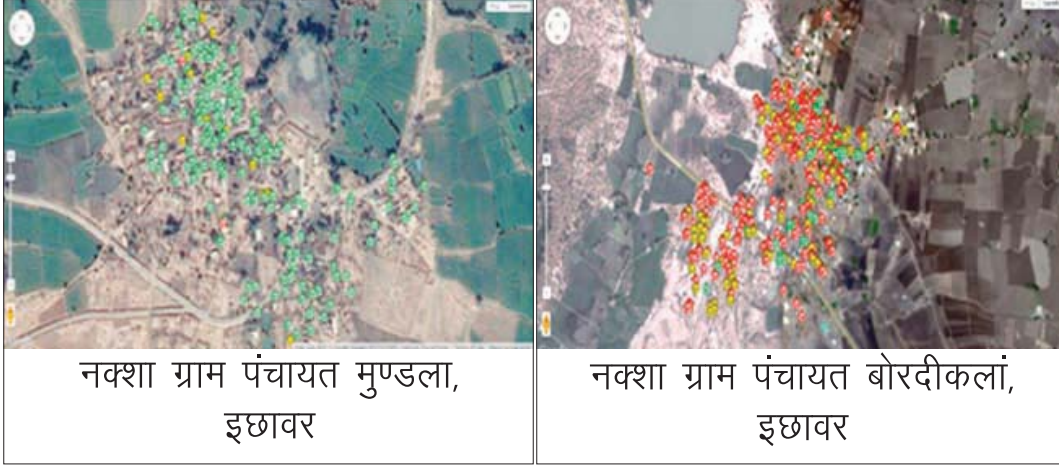 नक्शा ग्राम पंचायत मुण्डला,
इछावर
नक्शा ग्राम पंचायत बोरदीकलां,
इछावर